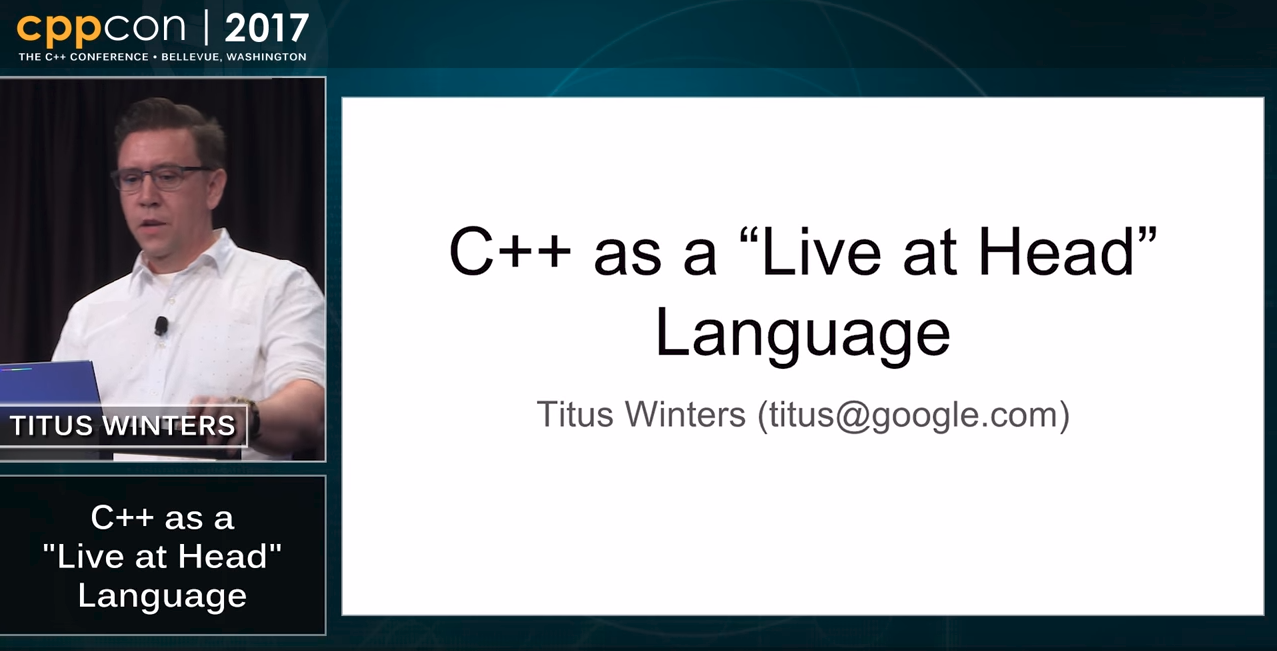 cppcon | 2017
THE C++ CONFERENCE • BELLEVUE, WASHINGTON
TITUS WINTERS
C++ as a
"Live at Head"
Language
C++ as a “Live at Head”
Language
Titus Winters (titus@google.com)